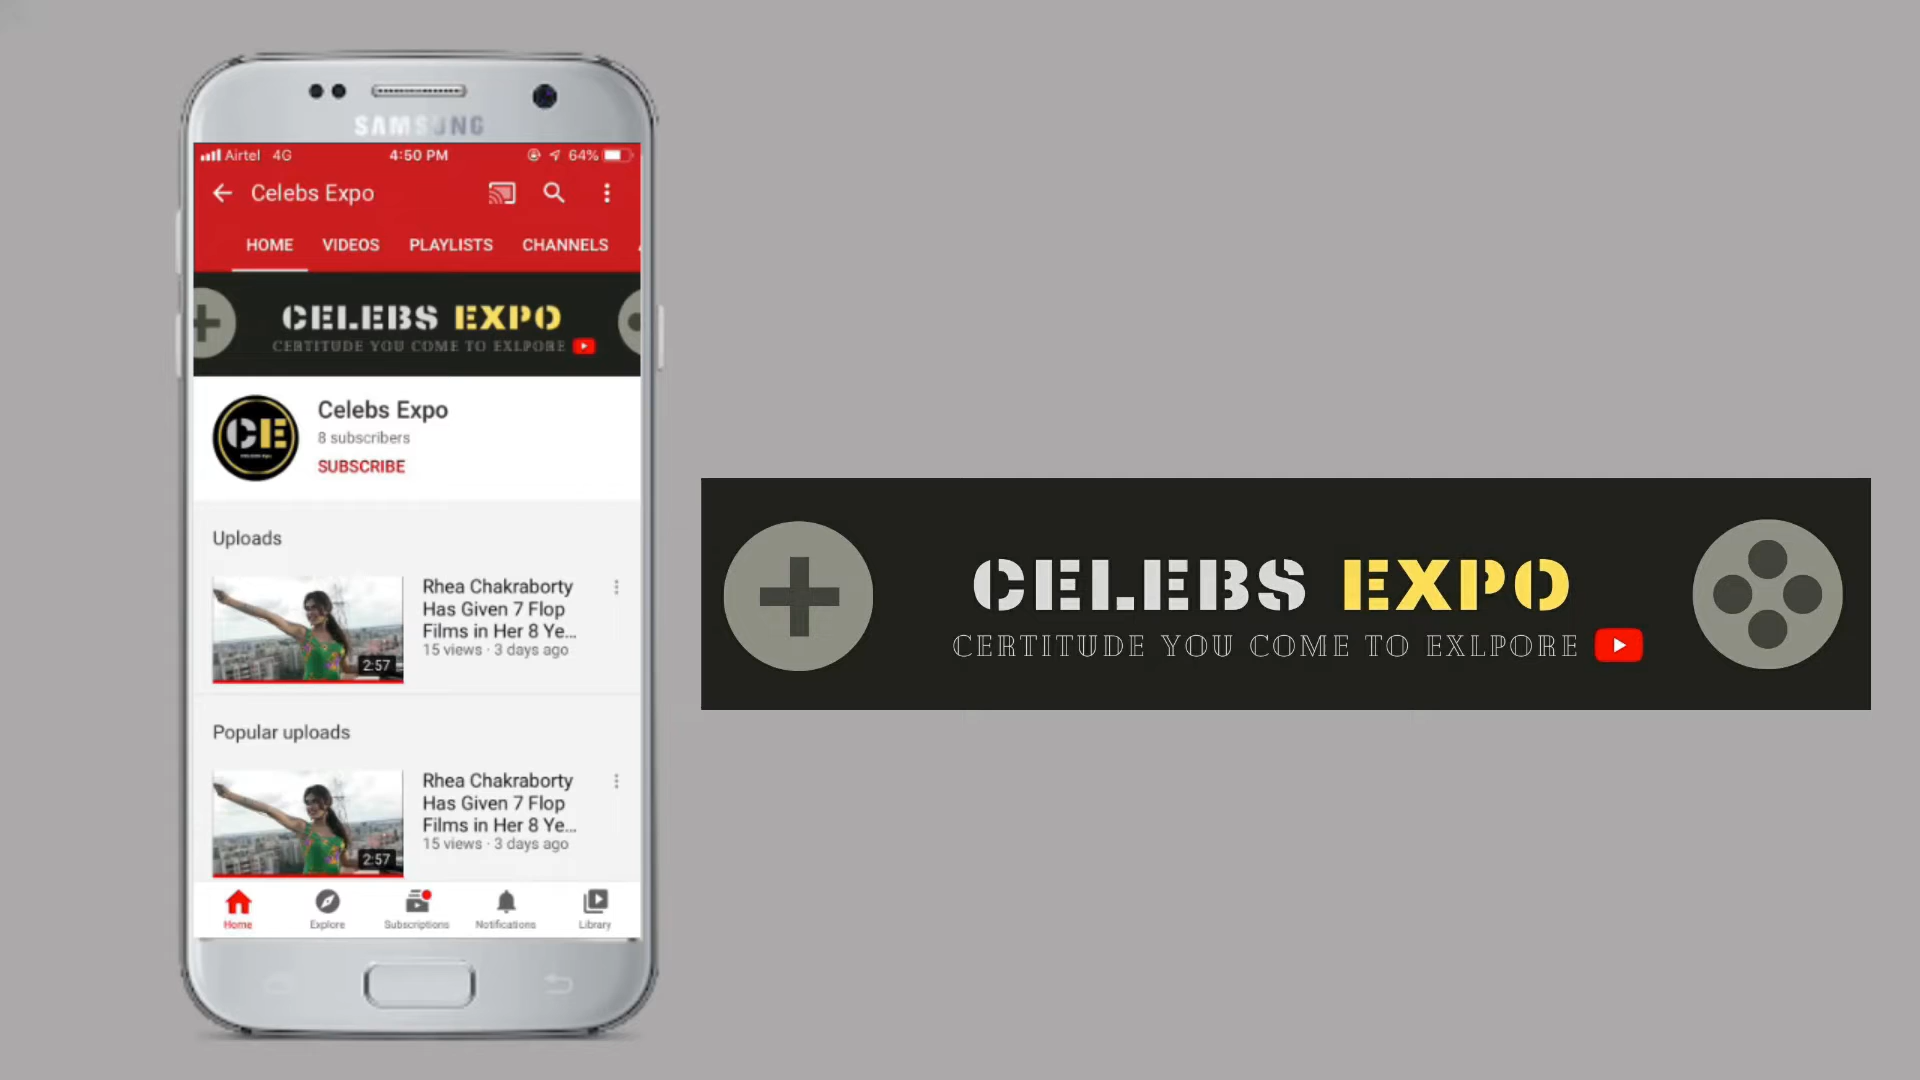 SAMSUNG
Airtel 4G
4:50 PM
64%
Celebs Expo
HOME VIDEOS PLAYLISTS CHANNELS
CELEBS EXPO
CERTITUDE YOU COME TO EXLPORE
CE
Celebs Expo
8 subscribers
SUBSCRIBE
Uploads
Rhea Chakraborty
Has Given 7 Flop
Films in Her 8 Ye...
15 views · 3 days ago
2:57
Popular uploads
Rhea Chakraborty
Has Given 7 Flop
Films in Her 8 Ye...
15 views · 3 days ago
2:57
Home Explore Subscriptions Notifications Library
CELEBS EXPO
CERTITUDE YOU COME TO EXLPORE